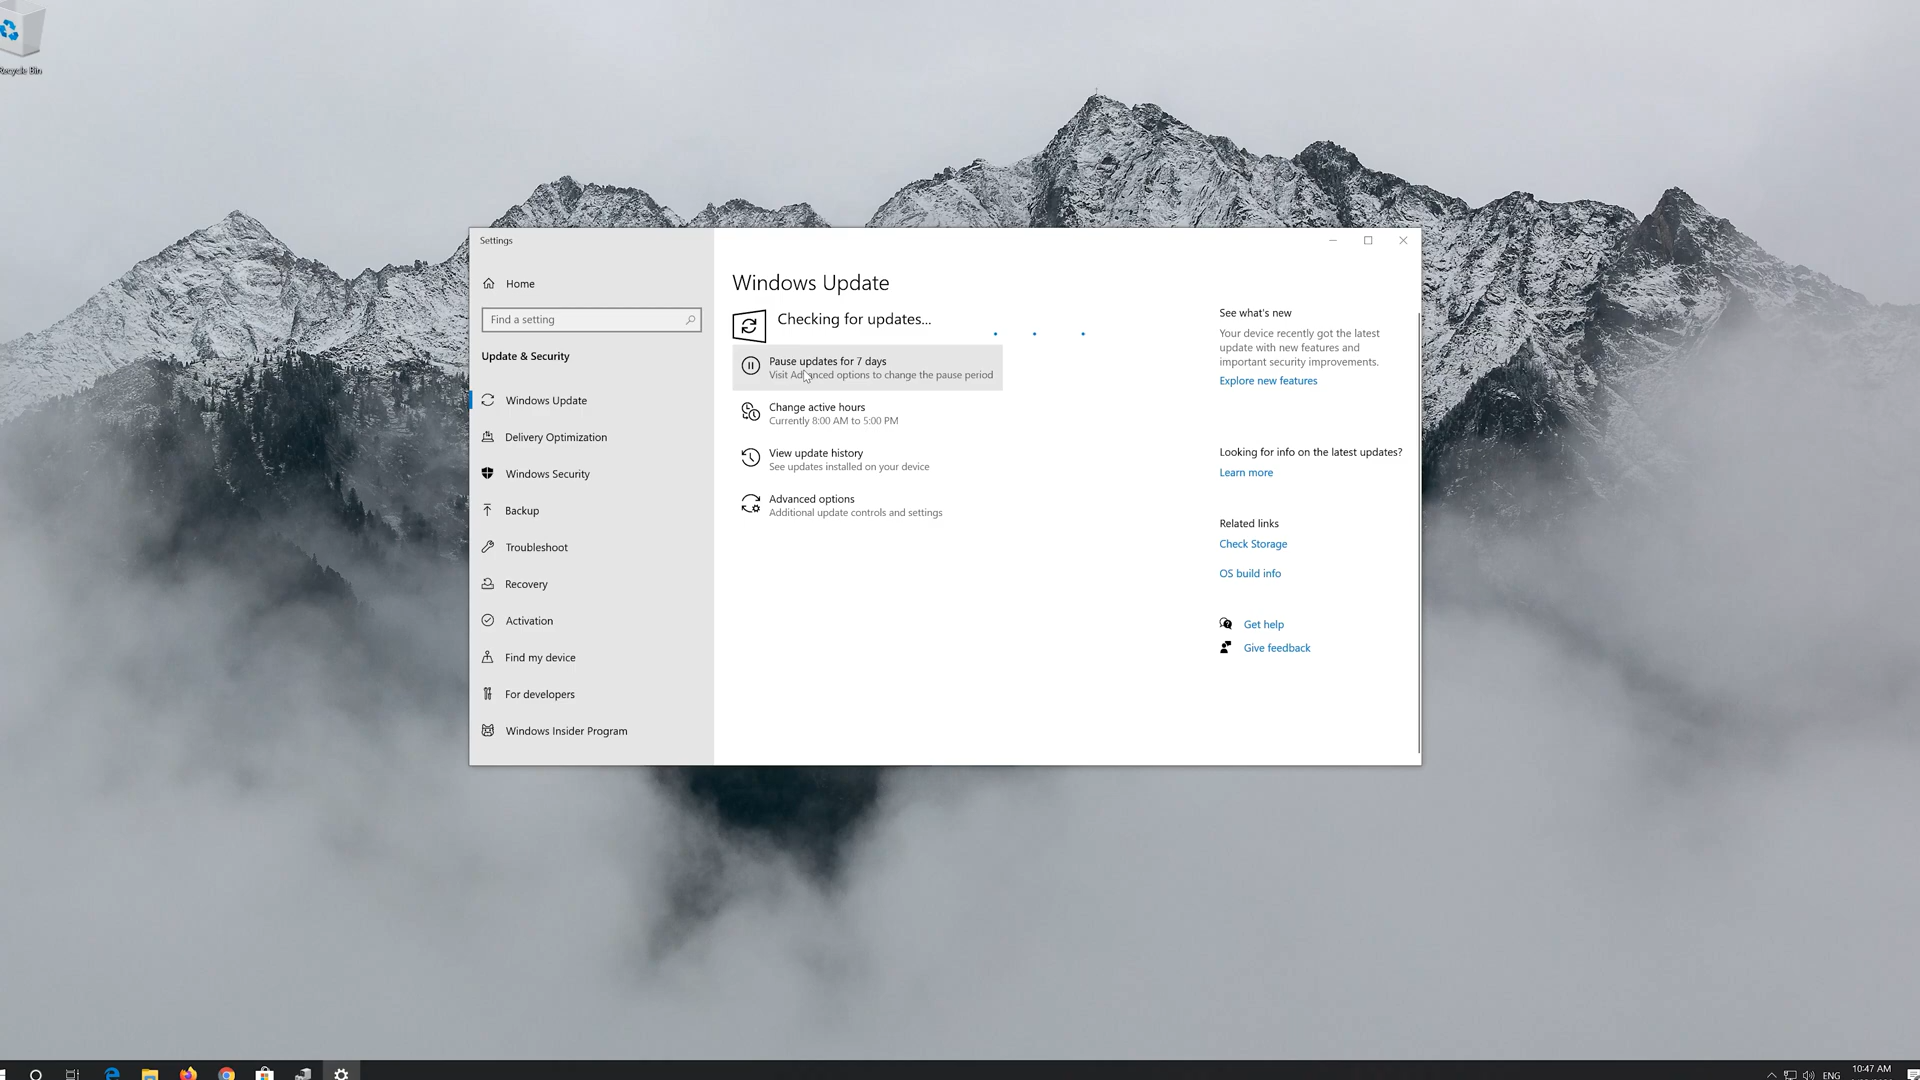 Recycle Bin
Settings
Home
Find a setting
Update & Security
Windows Update
Delivery Optimization
Windows Security
Backup
Troubleshoot
Recovery
Activation
Find my device
For developers
Windows Insider Program
Windows Update
Checking for updates...
Pause updates for 7 days
Visit Advanced options to change the pause period
Change active hours
Currently 8:00 AM to 5:00 PM
View update history
See updates installed on your device
Advanced options
Additional update controls and settings
See what's new
Your device recently got the latest
update with new features and
important security improvements.
Explore new features
Looking for info on the latest updates?
Learn more
Related links
Check Storage
OS build info
Get help
Give feedback
ENG
10:47 AM